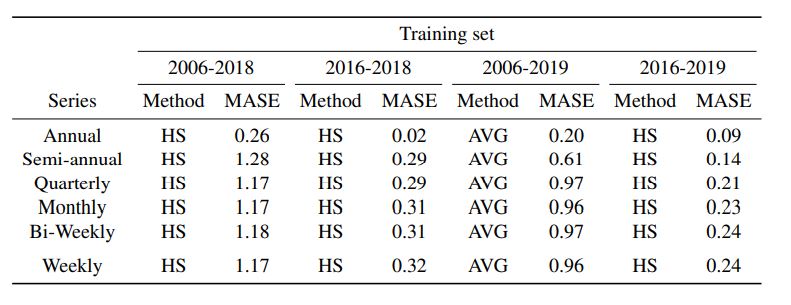 Training set
2006-2018 2016-2018 2006-2019 2016-2019
Series Method MASE Method MASE Method MASE Method MASE
Annual HS 0.26 HS 0.02 AVG 0.20 HS 0.09
Semi-annual HS 1.28 HS 0.29 AVG 0.61 HS 0.14
Quarterly HS 1.17 HS 0.29 AVG 0.97 HS 0.21
Monthly HS 1.17 HS 0.31 AVG 0.96 HS 0.23
Bi-Weekly HS 1.18 HS 0.31 AVG 0.97 HS 0.24
Weekly HS 1.17 HS 0.32 AVG 0.96 HS 0.24